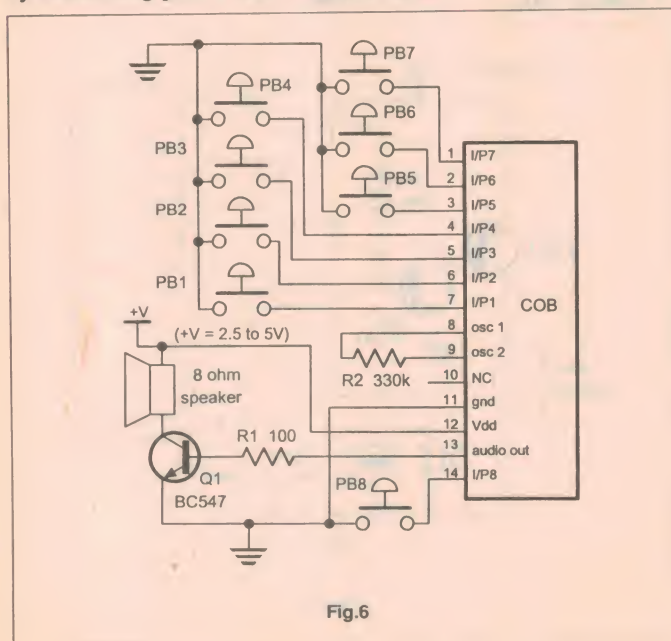 PB7
PB4
PB6
PB3
PB5
PB2
PB1
1 I/P7
2 I/P6
3 I/P5
4 I/P4
5 I/P3
6 I/P2
7 I/P1
COB
8 osc 1
9 osc 2
R2 330k
10 NC
11 gnd
12 Vdd
13 audio out
14 I/P8
+V
(+V = 2.5 to 5V)
8 ohm
speaker
R1 100
Q1
BC547
PB8
Fig.6